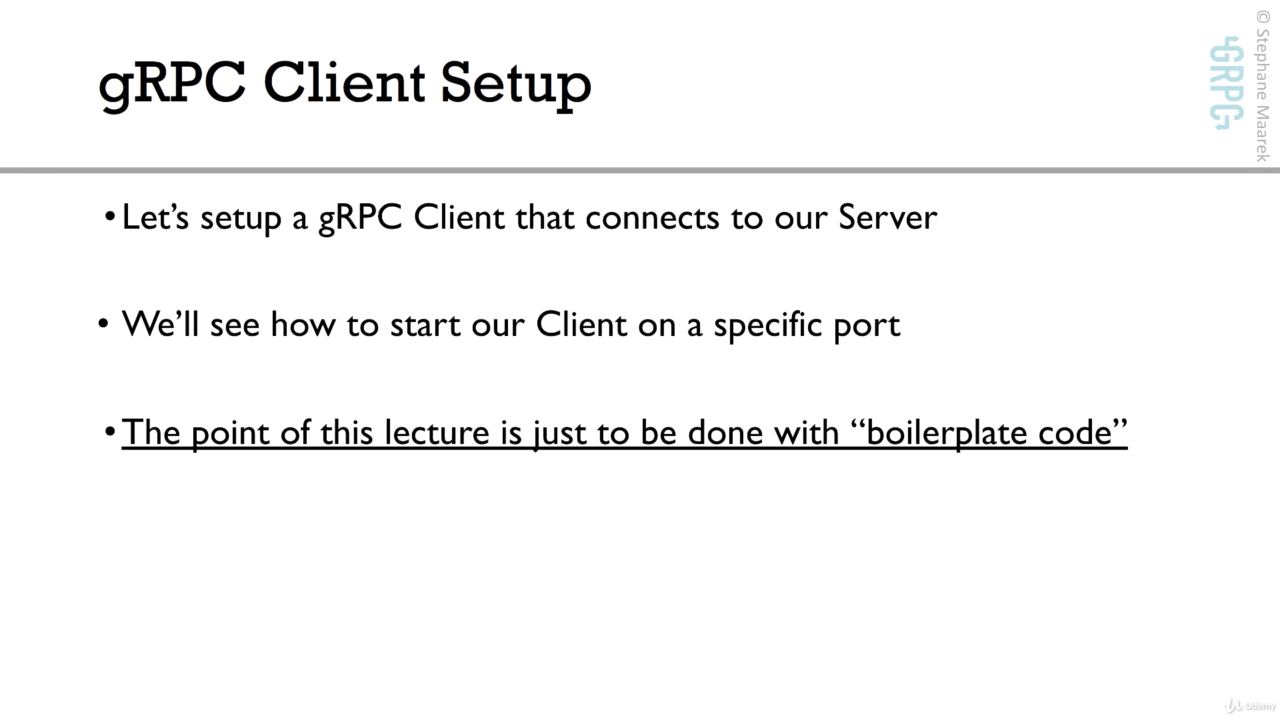 gRPC Client Setup
• Let’s setup a gRPC Client that connects to our Server
• We’ll see how to start our Client on a specific port
• The point of this lecture is just to be done with “boilerplate code”
GRPC
© Stephane Maarek
Udemy